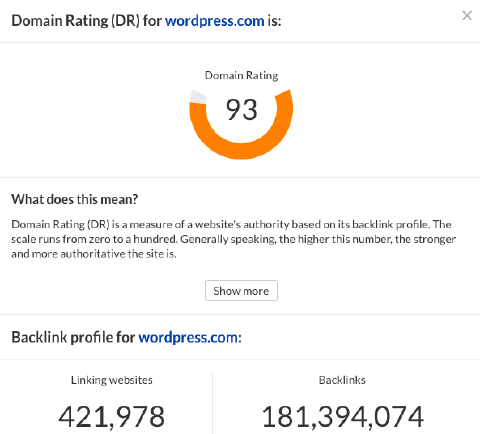 Domain Rating (DR) for wordpress.com is:
Domain Rating
93
What does this mean?
Domain Rating (DR) is a measure of a website's authority based on its backlink profile. The
scale runs from zero to a hundred. Generally speaking, the higher this number, the stronger
and more authoritative the site is.
Show more
Backlink profile for wordpress.com:
Linking websites
421,978
Backlinks
181,394,074